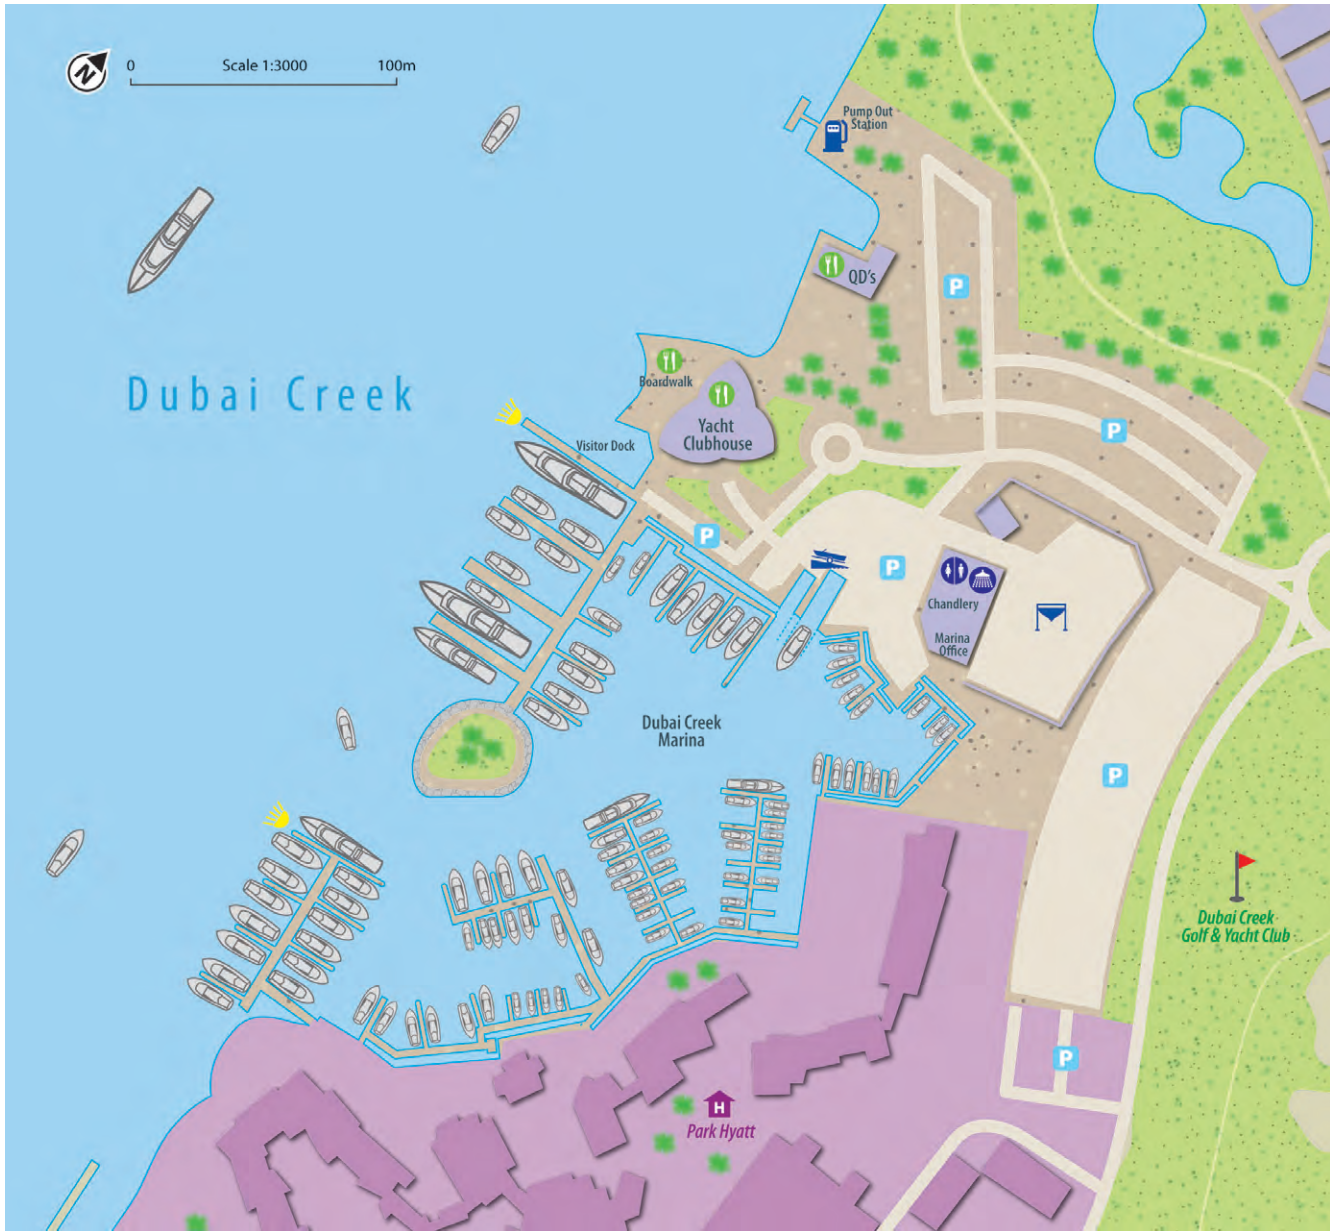 N
0 Scale 1:3000 100m
Pump Out
Station
QD's
P
Dubai Creek
Boardwalk
Yacht
Clubhouse
Visitor Dock
P
P
P
Chandlery
Marina
Office
Dubai Creek
Marina
P
Dubai Creek
Golf & Yacht Club
P
H
Park Hyatt